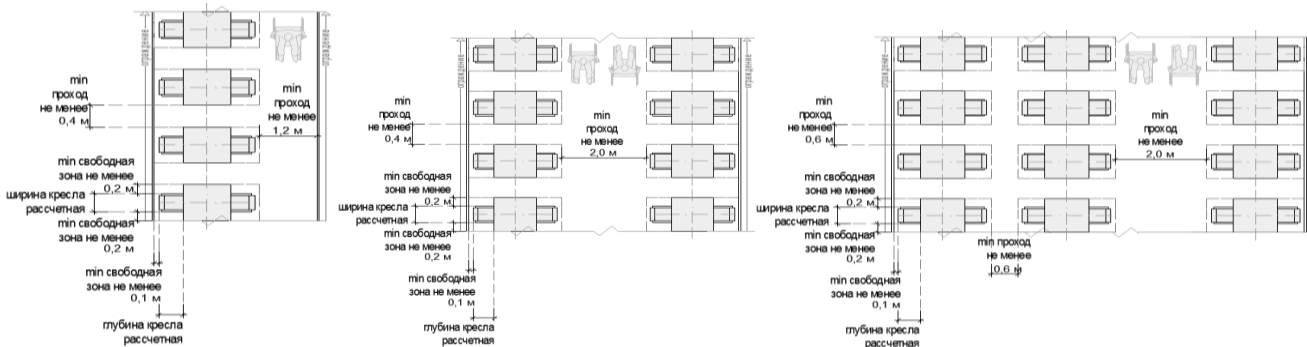 ограждение
ограждение
min
проход
не менее
0,4 м
min
проход
не менее
1,2 м
min свободная
зона не менее
0,2 м
ширина кресла
рассчетная
min свободная
зона не менее
0,2 м
min свободная
зона не менее
0,1 м
глубина кресла
рассчетная
ограждение
min
проход
не менее
0,4 м
min
проход
не менее
2,0 м
min свободная
зона не менее
0,2 м
ширина кресла
рассчетная
min свободная
зона не менее
0,2 м
min свободная
зона не менее
0,1 м
глубина кресла
рассчетная
ограждение
min
проход
не менее
0,6 м
min
проход
не менее
2,0 м
min свободная
зона не менее
0,2 м
ширина кресла
рассчетная
min свободная
зона не менее
0,2 м
min проход
не менее
0,6 м
min свободная
зона не менее
0,1 м
глубина кресла
рассчетная